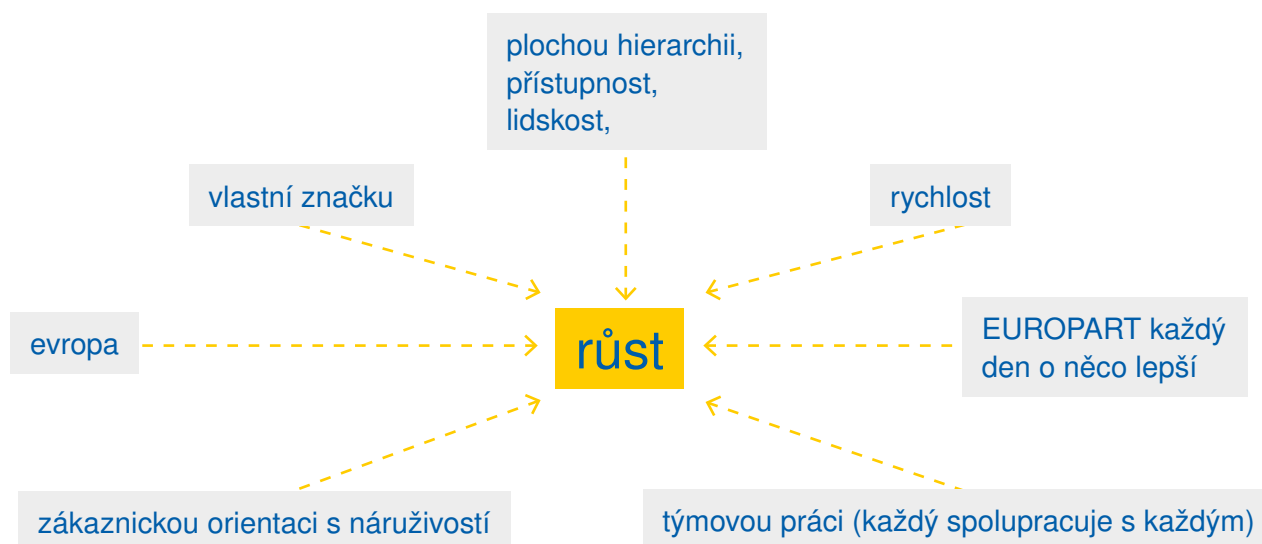 plochou hierarchii,
přístupnost,
lidskost,
vlastní značku
rychlost
evropa
růst
EUROPART každý
den o něco lepší
zákaznickou orientaci s náruživostí
týmovou práci (každý spolupracuje s každým)